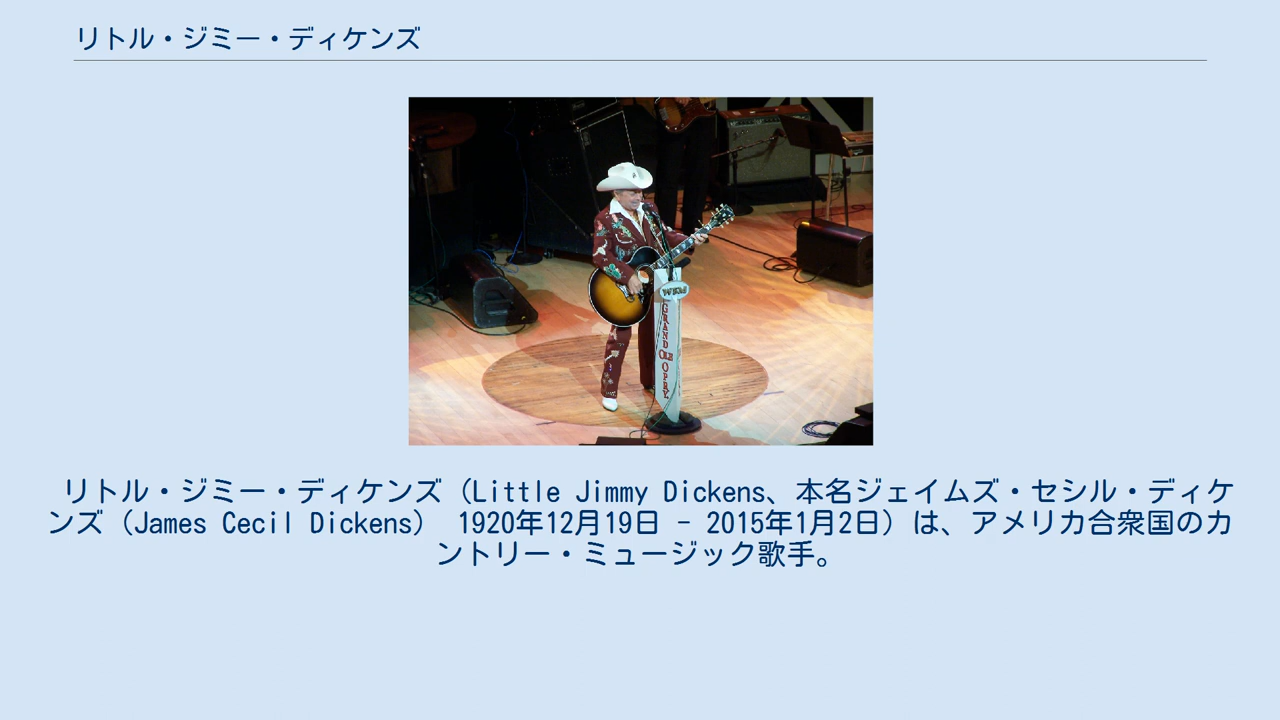 リトル・ジミー・ディケンズ
WSM
GRAND OLE OPRY
リトル・ジミー・ディケンズ（Little Jimmy Dickens、本名ジェイムズ・セシル・ディケ
ンズ（James Cecil Dickens） 1920年12月19日 - 2015年1月2日）は、アメリカ合衆国のカ
ントリー・ミュージック歌手。